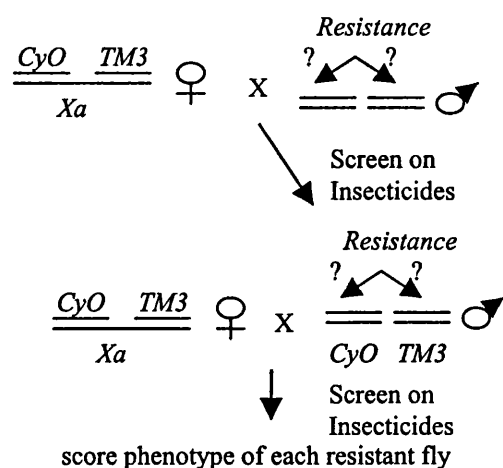 Resistance
CyO TM3 ? ?
X
Xa
Screen on
Insecticides
Resistance
? ?
CyO TM3
X
Xa CyO TM3
Screen on
Insecticides
score phenotype of each resistant fly